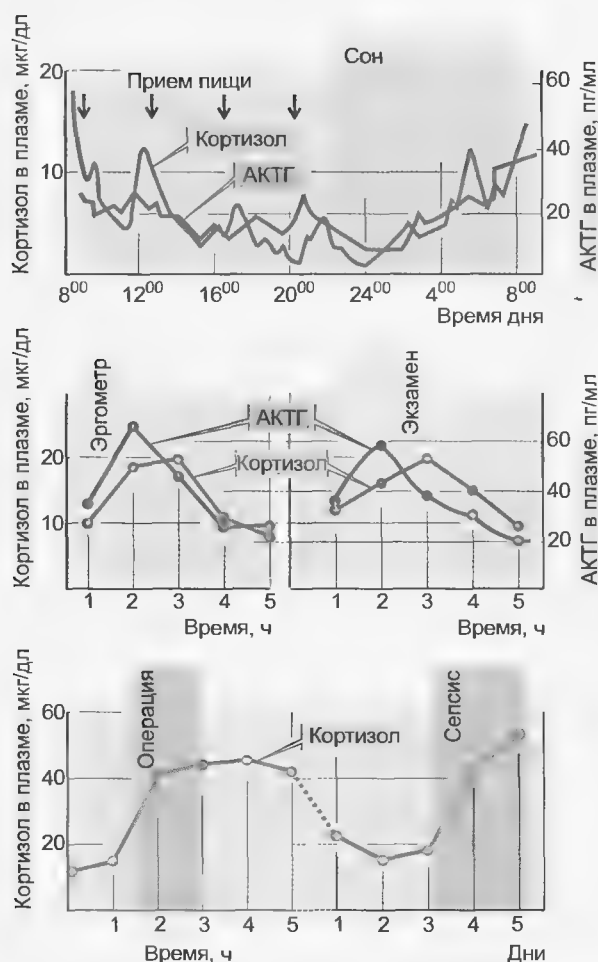 Кортизол в плазме, мкг/дл
20
10
Сон
Прием пищи
Кортизол
АКТГ
60
40
20
АКТГ в плазме, пг/мл
8⁰⁰ 12⁰⁰ 16⁰⁰ 20⁰⁰ 24⁰⁰ 4⁰⁰ 8⁰⁰
Время дня
Кортизол в плазме, мкг/дл
20
10
Эргометр
АКТГ
Кортизол
Экзамен
60
40
20
АКТГ в плазме, пг/мл
1 2 3 4 5 1 2 3 4 5
Время, ч Время, ч
Кортизол в плазме, мкг/дл
60
40
20
Операция
Кортизол
Сепсис
1 2 3 4 5 1 2 3 4 5
Время, ч Дни